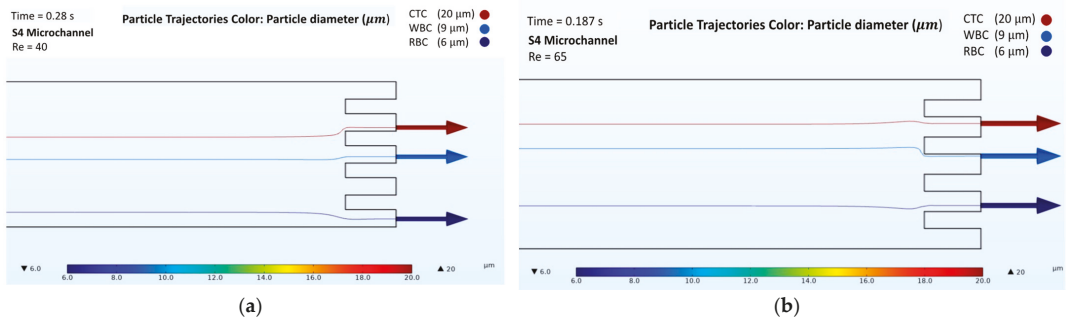 Time = 0.28 s
S4 Microchannel
Re = 40
Particle Trajectories Color: Particle diameter (μm)
CTC (20 μm)
WBC (9 μm)
RBC (6 μm)
▼ 6.0
6.0 8.0 10.0 12.0 14.0 16.0 18.0 20.0
▲ 20
μm
(a)
Time = 0.187 s
S4 Microchannel
Re = 65
Particle Trajectories Color: Particle diameter (μm)
CTC (20 μm)
WBC (9 μm)
RBC (6 μm)
▼ 6.0
6.0 8.0 10.0 12.0 14.0 16.0 18.0 20.0
▲ 20
μm
(b)